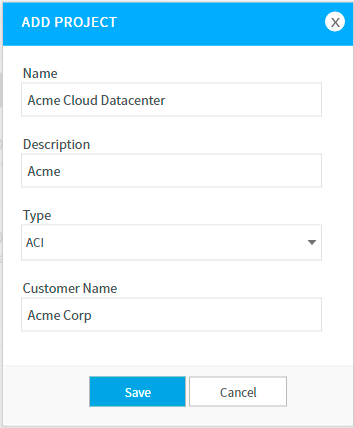 ADD PROJECT
X
Name
Acme Cloud Datacenter
Description
Acme
Type
ACI
Customer Name
Acme Corp
Save Cancel